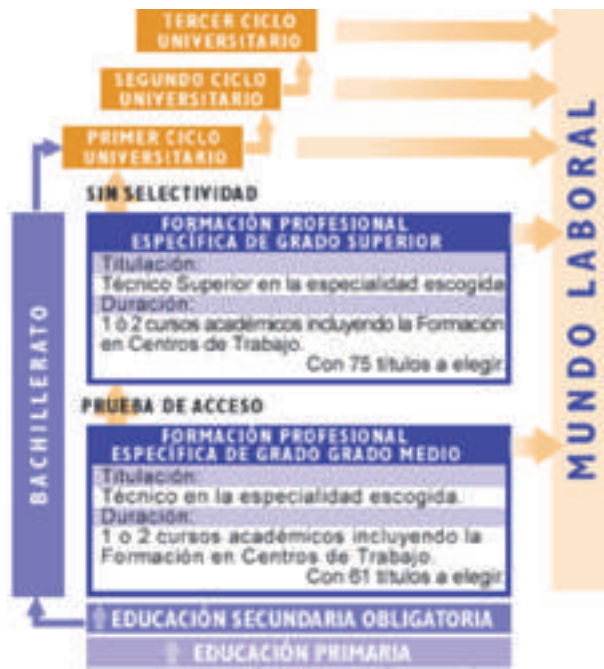 TERCER CICLO
UNIVERSITARIO
SEGUNDO CICLO
UNIVERSITARIO
PRIMER CICLO
UNIVERSITARIO
SIN SELECTIVIDAD
FORMACIÓN PROFESIONAL
ESPECÍFICA DE GRADO SUPERIOR
Titulación:
Técnico Superior en la especialidad escogida
Duración:
1 ó 2 cursos académicos incluyendo la Formación
en Centros de Trabajo.
Con 75 títulos a elegir
PRUEBA DE ACCESO
FORMACIÓN PROFESIONAL
ESPECÍFICA DE GRADO GRADO MEDIO
Titulación:
Técnico en la especialidad escogida.
Duración:
1 o 2 cursos académicos incluyendo la
Formación en Centros de Trabajo.
Con 61 títulos a elegir
EDUCACIÓN SECUNDARIA OBLIGATORIA
EDUCACIÓN PRIMARIA
BACHILLERATO
MUNDO LABORAL